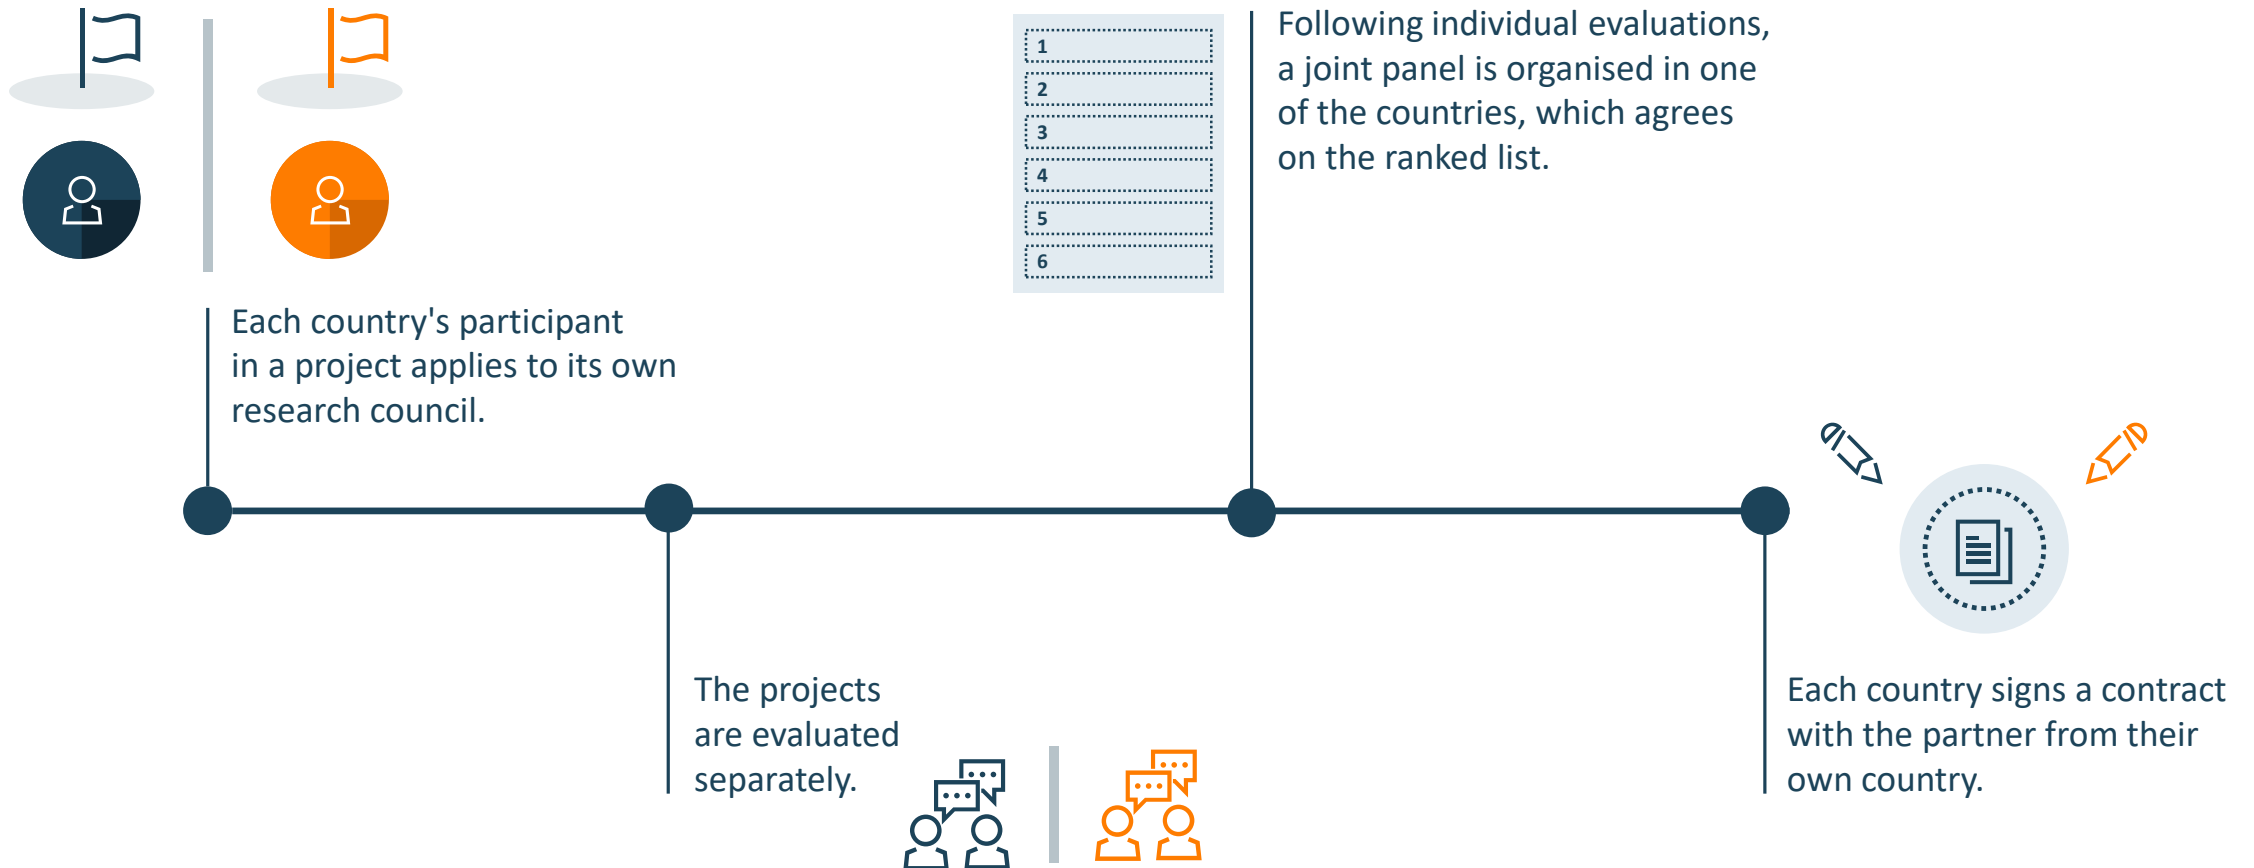 Each country's participant
in a project applies to its own
research council.
The projects
are evaluated
separately.
1
2
3
4
5
6
Following individual evaluations,
a joint panel is organised in one
of the countries, which agrees
on the ranked list.
Each country signs a contract
with the partner from their
own country.